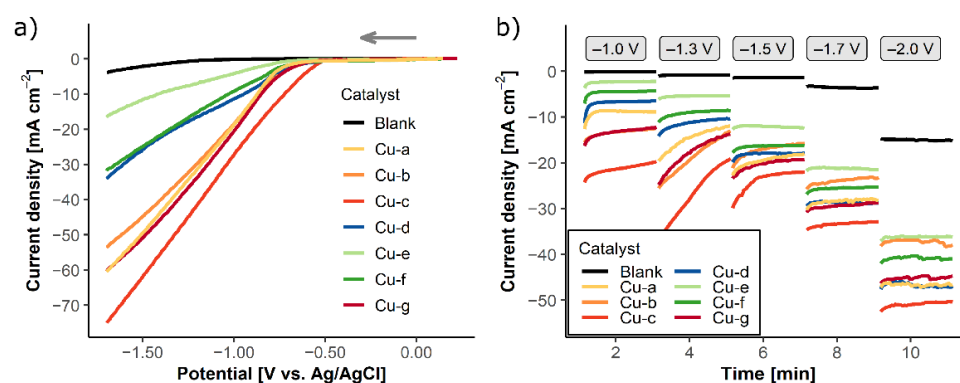 a)
Current density [mA cm⁻²]
0
−10
−20
−30
−40
−50
−60
−70
−1.50
−1.00
−0.50
0.00
Potential [V vs. Ag/AgCl]
Catalyst
Blank
Cu-a
Cu-b
Cu-c
Cu-d
Cu-e
Cu-f
Cu-g
b)
−1.0 V
−1.3 V
−1.5 V
−1.7 V
−2.0 V
Current density [mA cm⁻²]
0
−10
−20
−30
−40
−50
2
4
6
8
10
Time [min]
Catalyst
Blank
Cu-a
Cu-b
Cu-c
Cu-d
Cu-e
Cu-f
Cu-g